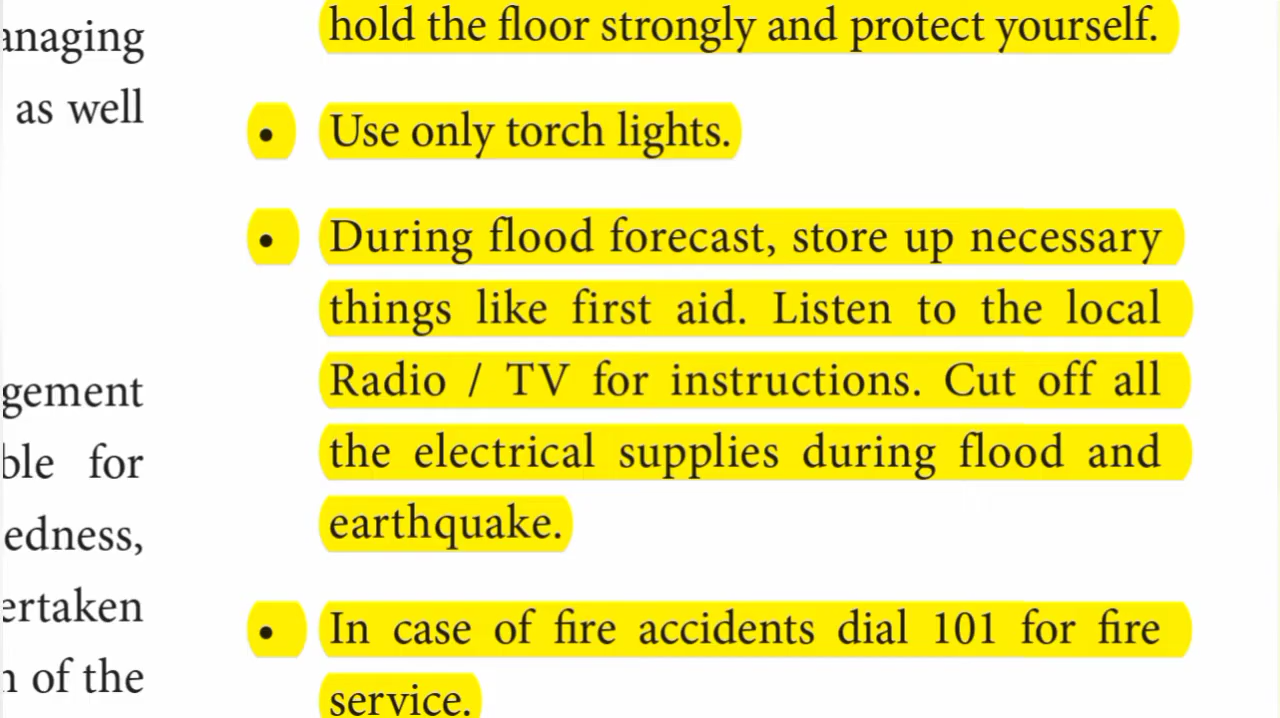 anaging
as well
gement
ble for
edness,
ertaken
n of the
hold the floor strongly and protect yourself.
• Use only torch lights.
• During flood forecast, store up necessary
things like first aid. Listen to the local
Radio / TV for instructions. Cut off all
the electrical supplies during flood and
earthquake.
• In case of fire accidents dial 101 for fire
service.